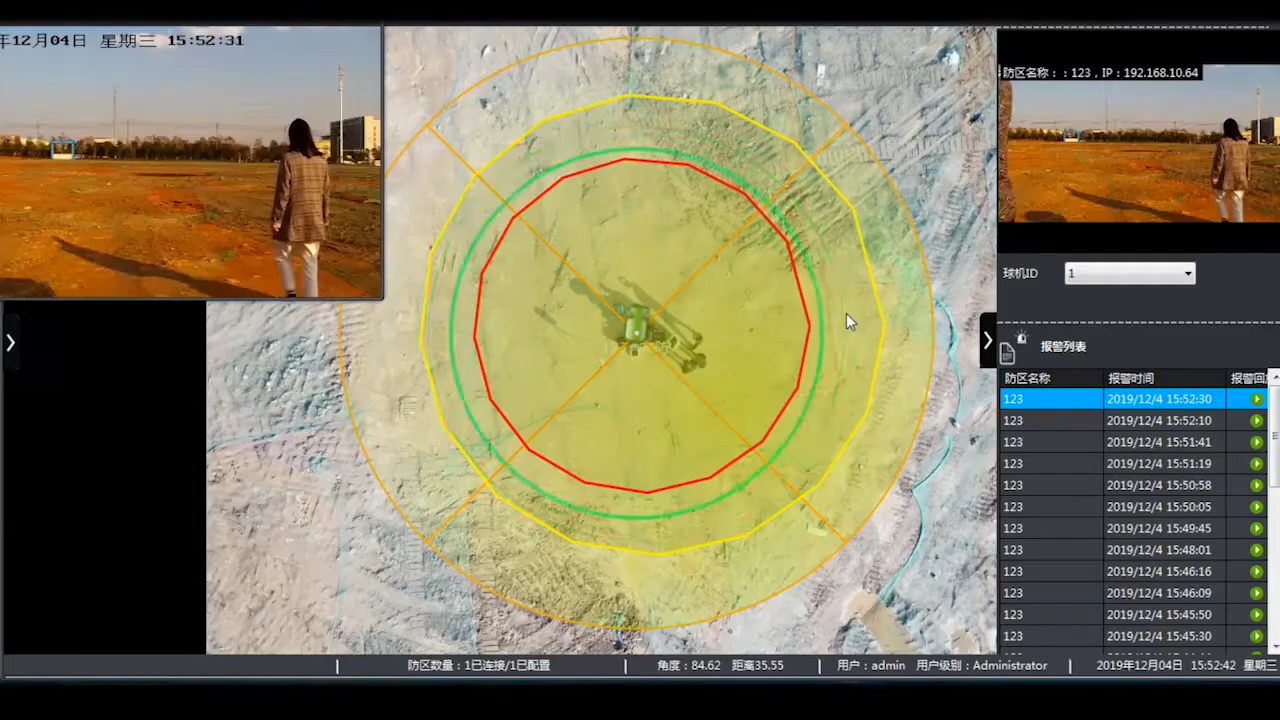 年12月04日 星期三 15:52:31
防区名称：：123，IP：192.168.10.64
球机ID 1
报警列表
防区名称 报警时间 报警回
123 2019/12/4 15:52:30
123 2019/12/4 15:52:10
123 2019/12/4 15:51:41
123 2019/12/4 15:51:19
123 2019/12/4 15:50:58
123 2019/12/4 15:50:05
123 2019/12/4 15:49:45
123 2019/12/4 15:48:01
123 2019/12/4 15:46:16
123 2019/12/4 15:46:09
123 2019/12/4 15:45:50
123 2019/12/4 15:45:30
防区数量：1已连接/1已配置 角度：84.62 距离35.55 用户：admin 用户级别：Administrator 2019年12月04日 15:52:42 星期三